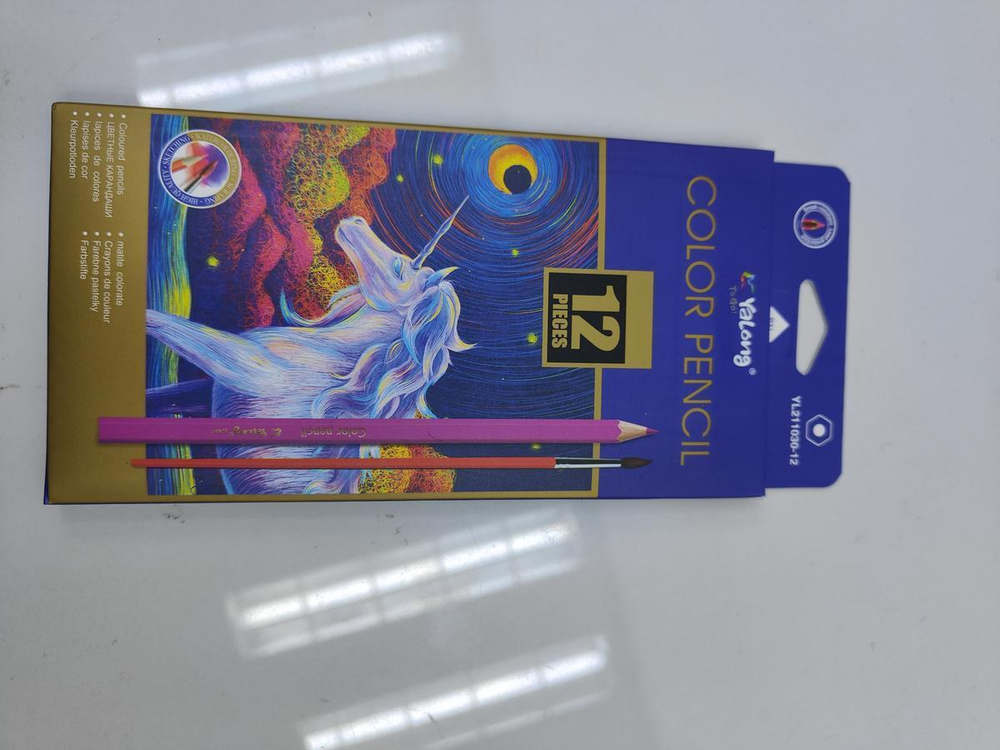 YL211030-12
Yalong®
COLOR PENCIL
12
PIECES
Color pencil
• Coloured pencils
• ЦВЕТНЫЕ КАРАНДАШИ
• lapices de colores
• lapises de cor
• Kleurpotloden
• matite colorate
• Crayons de couleur
• Farebne pastelky
• Farbstifte